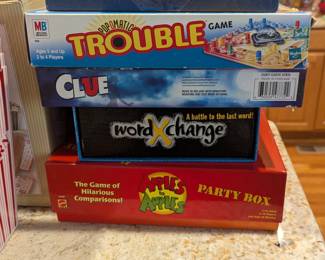 MB
POP-O-MATIC
TROUBLE
GAME
Ages 5 and Up
2 to 4 Players
Hasbro
CLUE
A battle to the last word!
wordXchange
The Game of
Hilarious
Comparisons!
APPLES to APPLES
PARTY BOX